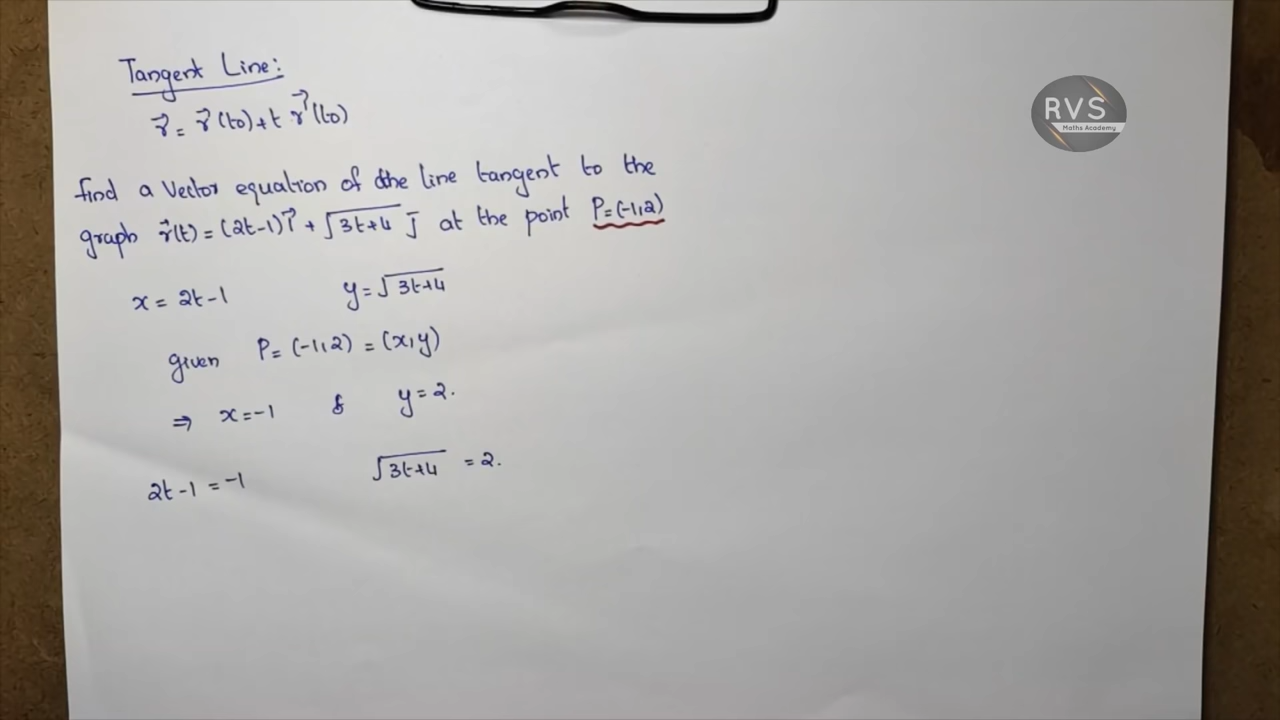 Tangent Line:
r⃗ = r⃗(t0)+t r⃗'(t0)
find a vector equation of the line tangent to the
graph r⃗(t) = (2t-1)i⃗ + √3t+4 j at the point P=(-1,2)
x = 2t-1 y=√3t+4
given P=(-1,2) = (x,y)
⇒ x=-1 & y=2.
2t-1 = -1 √3t+4 = 2.
RVS
Maths Academy